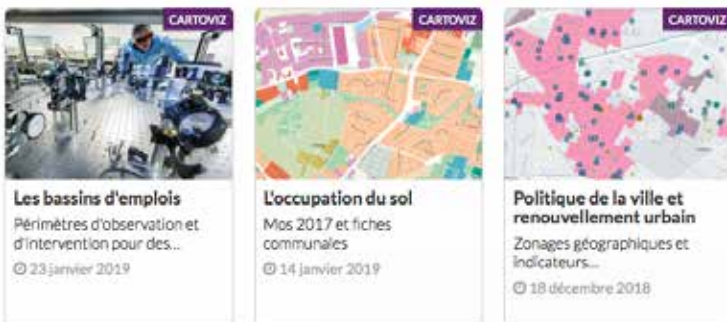 CARTOVIZ
Les bassins d'emplois
Périmètres d'observation et
d'intervention pour des...
23 janvier 2019
CARTOVIZ
L'occupation du sol
Mos 2017 et fiches
communales
14 janvier 2019
CARTOVIZ
Politique de la ville et
renouvellement urbain
Zonages géographiques et
indicateurs...
18 décembre 2018